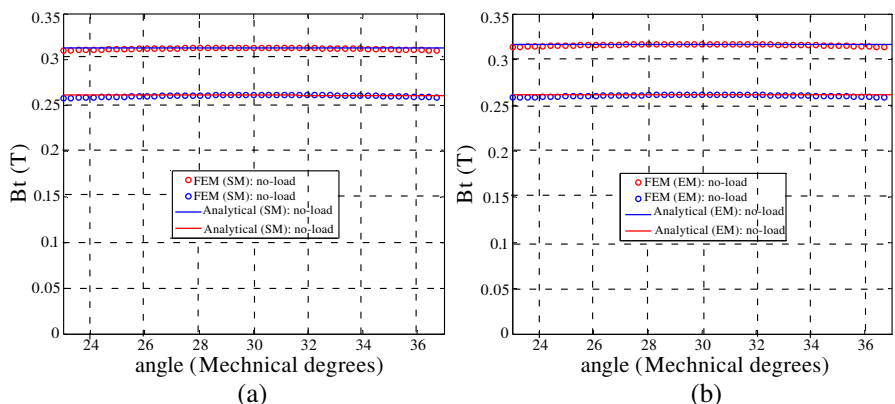 0.35
0.3
0.25
0.2
0.15
0.1
0.05
0
Bt (T)
FEM (SM): no-load
FEM (SM): no-load
Analytical (SM): no-load
Analytical (SM): no-load
24 26 28 30 32 34 36
angle (Mechnical degrees)
(a)
0.35
0.3
0.25
0.2
0.15
0.1
0.05
0
Bt (T)
FEM (EM): no-load
FEM (EM): no-load
Analytical (EM): no-load
Analytical (EM): no-load
24 26 28 30 32 34 36
angle (Mechnical degrees)
(b)